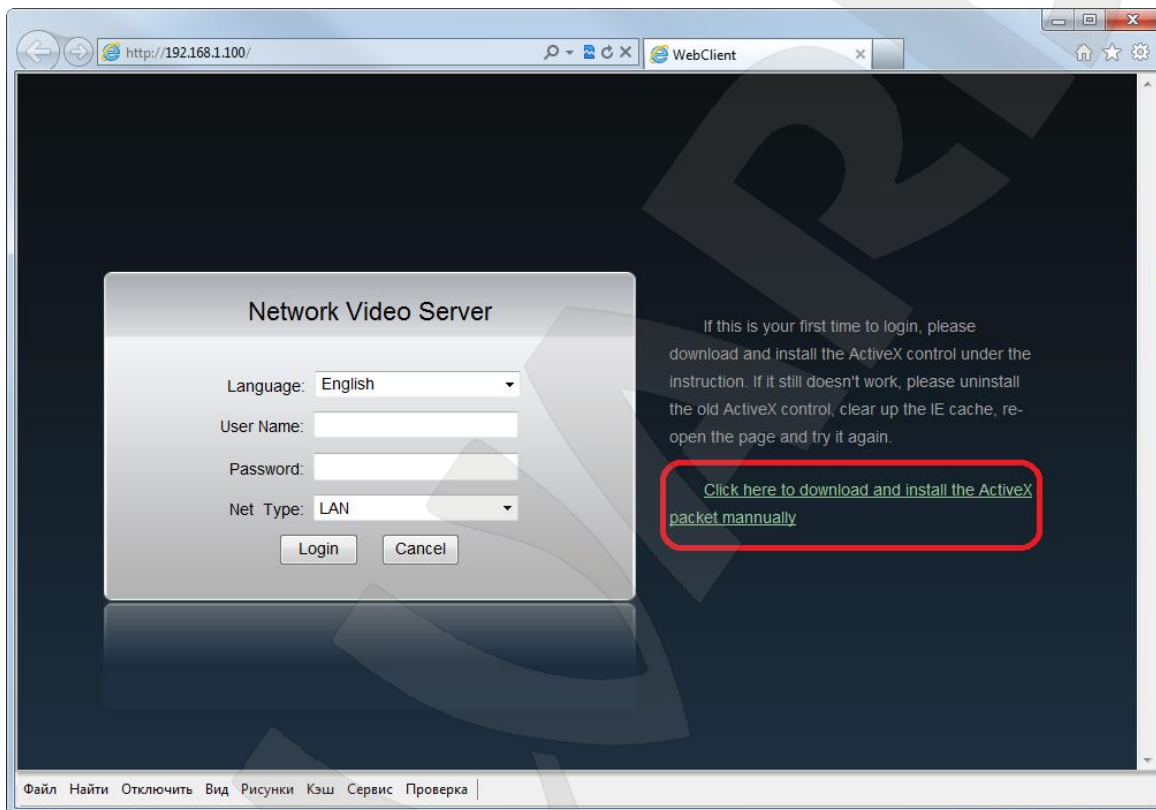 http://192.168.1.100/
WebClient
Network Video Server
Language: English
User Name:
Password:
Net Type: LAN
Login Cancel
If this is your first time to login, please
download and install the ActiveX control under the
instruction. If it still doesn't work, please uninstall
the old ActiveX control, clear up the IE cache, re-
open the page and try it again.
Click here to download and install the ActiveX
packet mannually
Файл Найти Отключить Вид Рисунки Кэш Сервис Проверка